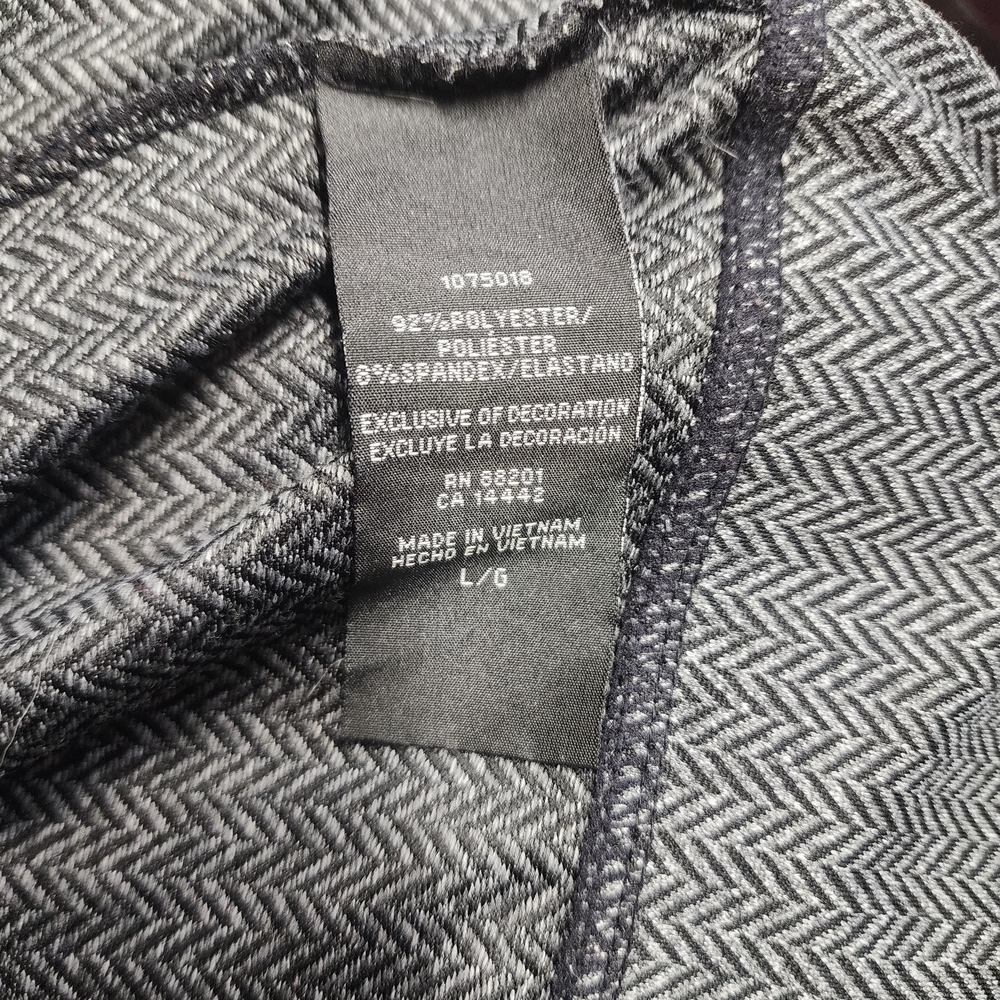 1075018
92%POLYESTER/
POLIESTER
8%SPANDEX/ELASTANO
EXCLUSIVE OF DECORATION
EXCLUYE LA DECORACIÓN
RN 88201
CA 14442
MADE IN VIETNAM
HECHO EN VIETNAM
L/G